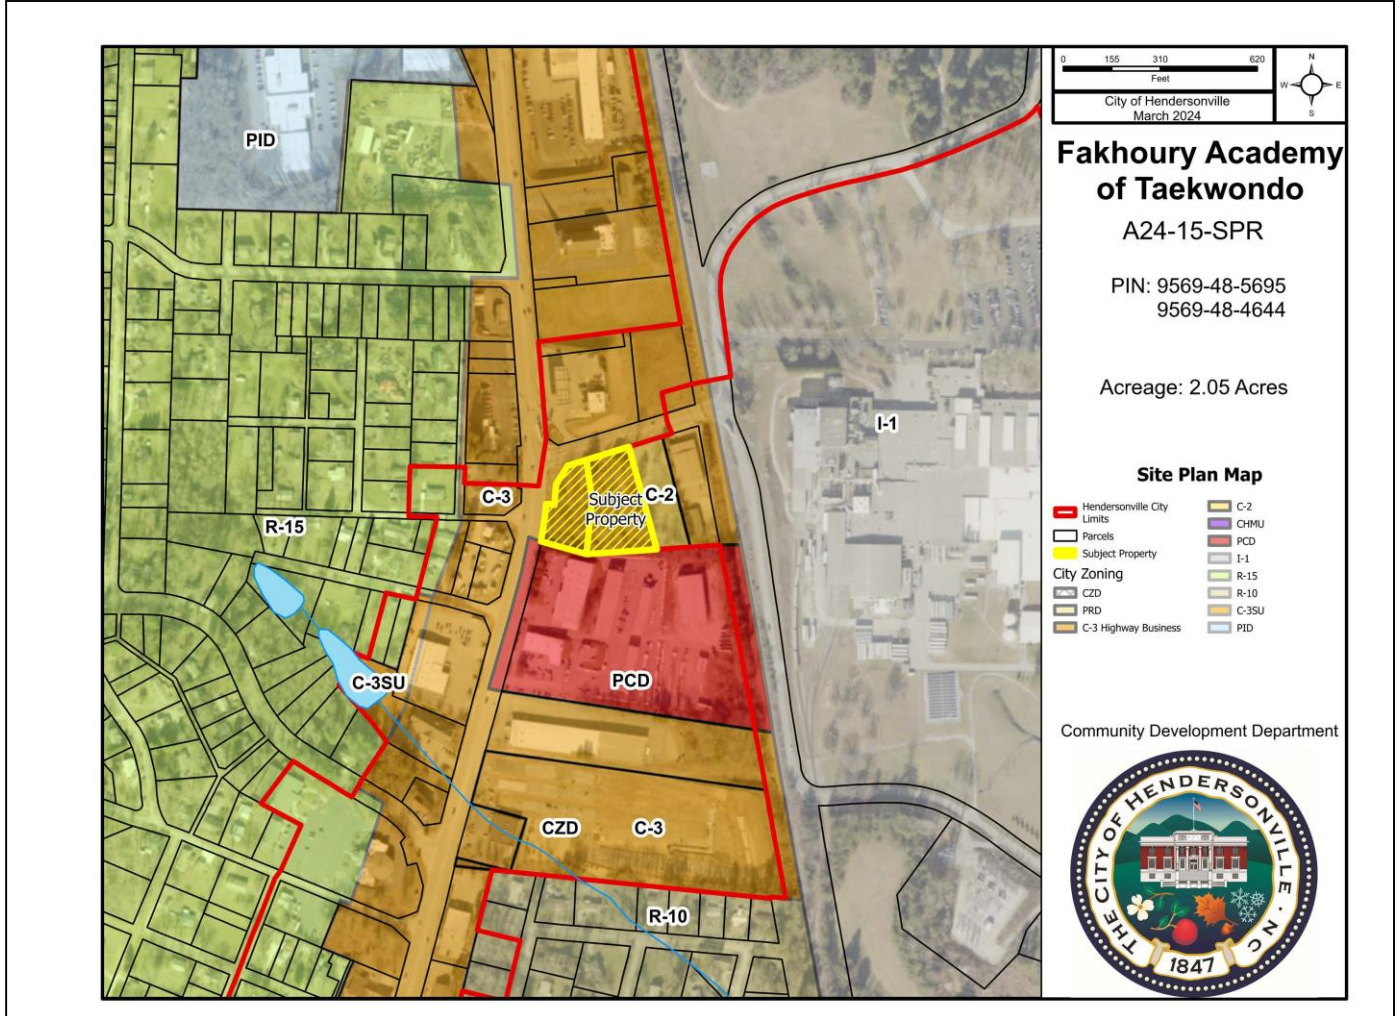 PID
C-3
Subject C-2
Property
R-15
I-1
C-3SU
PCD
CZD
C-3
R-10
0 155 310 620
Feet
City of Hendersonville
March 2024
N
W E
S
Fakhoury Academy
of Taekwondo
A24-15-SPR
PIN: 9569-48-5695
9569-48-4644
Acreage: 2.05 Acres
Site Plan Map
Hendersonville City
Limits
Parcels
Subject Property
City Zoning
CZD
PRD
C-3 Highway Business
C-2
CHMU
PCD
I-1
R-15
R-10
C-3SU
PID
Community Development Department
THE CITY OF HENDERSONVILLE · NC
1847